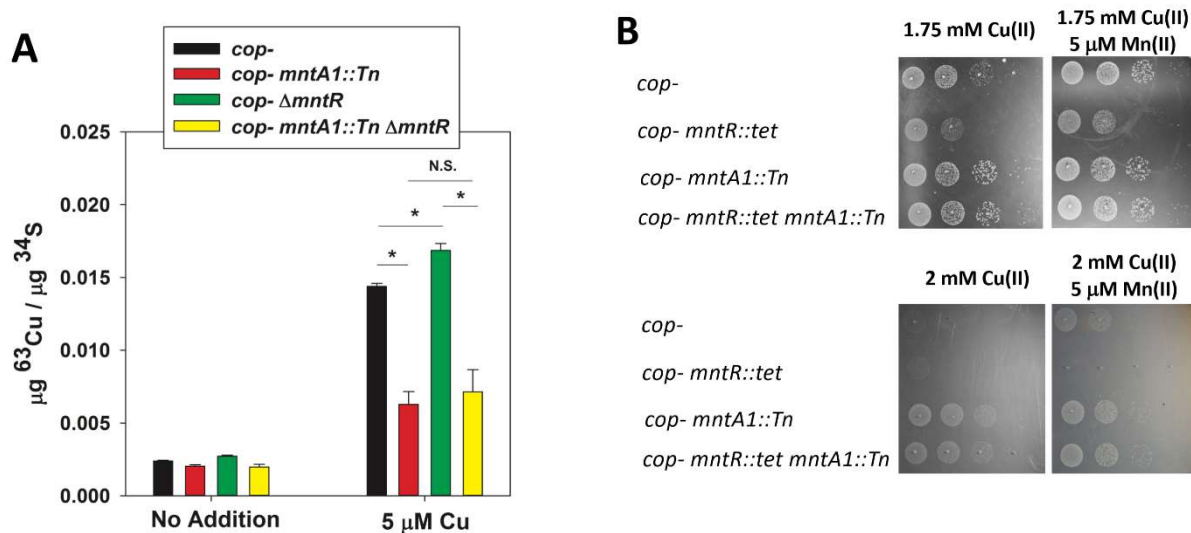 A
cop-
cop- mntA1::Tn
cop- ΔmntR
cop- mntA1::Tn ΔmntR
μg ⁶³Cu / μg ³⁴S
0.025
0.020
0.015
0.010
0.005
0.000
N.S.
*
*
*
No Addition
5 μM Cu
B
1.75 mM Cu(II)
1.75 mM Cu(II)
5 μM Mn(II)
cop-
cop- mntR::tet
cop- mntA1::Tn
cop- mntR::tet mntA1::Tn
2 mM Cu(II)
2 mM Cu(II)
5 μM Mn(II)
cop-
cop- mntR::tet
cop- mntA1::Tn
cop- mntR::tet mntA1::Tn